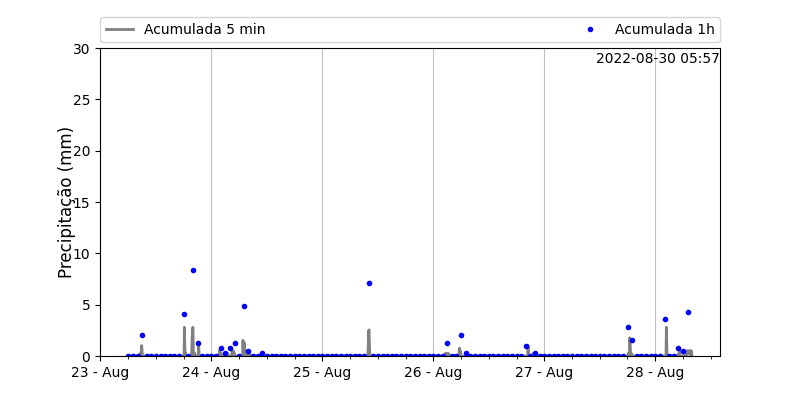 Acumulada 5 min
Acumulada 1h
2022-08-30 05:57
Precipitação (mm)
30
25
20
15
10
5
0
23 - Aug
24 - Aug
25 - Aug
26 - Aug
27 - Aug
28 - Aug